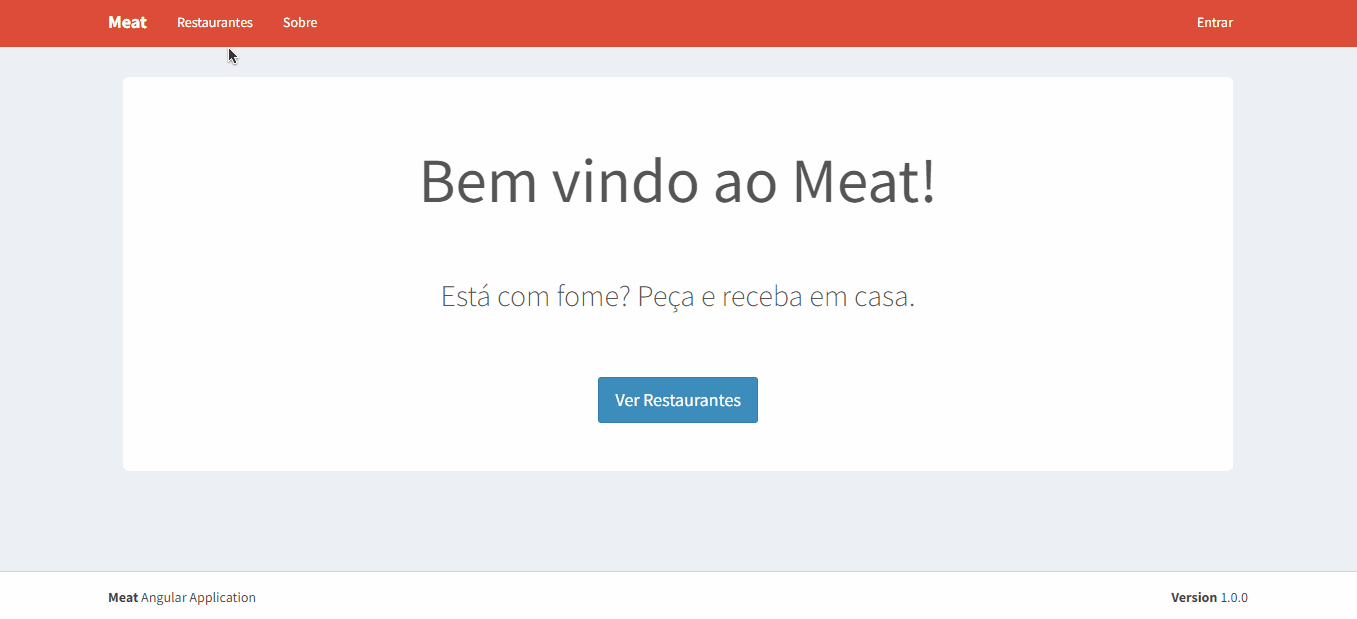 Meat Restaurantes Sobre Entrar
Bem vindo ao Meat!
Está com fome? Peça e receba em casa.
Ver Restaurantes
Meat Angular Application Version 1.0.0